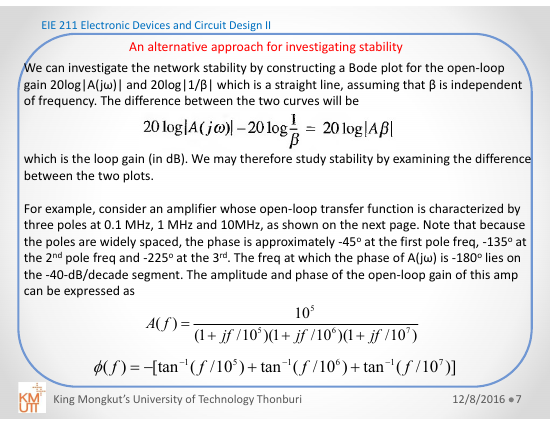 EIE 211 Electronic Devices and Circuit Design II
An alternative approach for investigating stability
We can investigate the network stability by constructing a Bode plot for the open-loop
gain 20log|A(jω)| and 20log|1/β| which is a straight line, assuming that β is independent
of frequency. The difference between the two curves will be
20 log|A(jω)| − 20 log 1/β = 20 log|Aβ|
which is the loop gain (in dB). We may therefore study stability by examining the difference
between the two plots.
For example, consider an amplifier whose open-loop transfer function is characterized by
three poles at 0.1 MHz, 1 MHz and 10MHz, as shown on the next page. Note that because
the poles are widely spaced, the phase is approximately -45° at the first pole freq, -135° at
the 2nd pole freq and -225° at the 3rd. The freq at which the phase of A(jω) is -180° lies on
the -40-dB/decade segment. The amplitude and phase of the open-loop gain of this amp
can be expressed as
A(f) = 10^5 / (1 + jf /10^5)(1 + jf /10^6)(1 + jf /10^7)
ϕ(f) = −[tan^−1(f /10^5) + tan^−1(f /10^6) + tan^−1(f /10^7)]
KMUTT King Mongkut's University of Technology Thonburi 12/8/2016 ●7